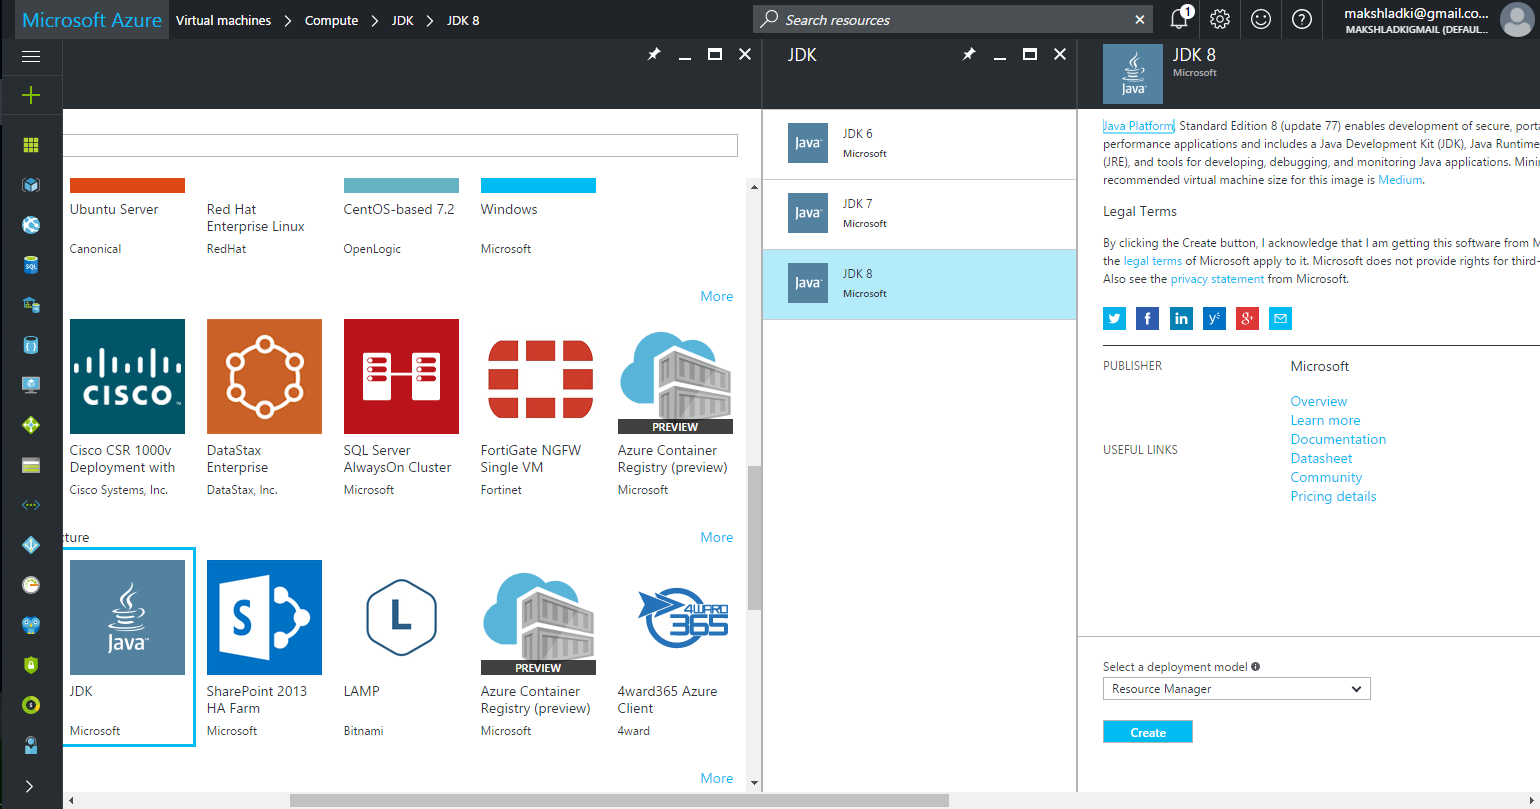 Microsoft Azure Virtual machines Compute JDK JDK 8
Search resources
1
makshladki@gmail.co...
MAKSHLADKIGMAIL (DEFAUL...
Ubuntu Server
Canonical
Red Hat
Enterprise Linux
RedHat
CentOS-based 7.2
OpenLogic
Windows
Microsoft
More
CISCO
Cisco CSR 1000v
Deployment with
Cisco Systems, Inc.
DataStax
Enterprise
DataStax, Inc.
SQL Server
AlwaysOn Cluster
Microsoft
FortiGate NGFW
Single VM
Fortinet
PREVIEW
Azure Container
Registry (preview)
Microsoft
cture
More
Java™
JDK
Microsoft
S
SharePoint 2013
HA Farm
Microsoft
L
LAMP
Bitnami
PREVIEW
Azure Container
Registry (preview)
Microsoft
4WARD
365
4ward365 Azure
Client
4ward
More
SQL
JDK
Java
JDK 6
Microsoft
Java
JDK 7
Microsoft
Java
JDK 8
Microsoft
Java
JDK 8
Microsoft
Java Platform, Standard Edition 8 (update 77) enables development of secure, porta
performance applications and includes a Java Development Kit (JDK), Java Runtime
(JRE), and tools for developing, debugging, and monitoring Java applications. Mini
recommended virtual machine size for this image is Medium.
Legal Terms
By clicking the Create button, I acknowledge that I am getting this software from M
the legal terms of Microsoft apply to it. Microsoft does not provide rights for third-
Also see the privacy statement from Microsoft.
PUBLISHER
Microsoft
USEFUL LINKS
Overview
Learn more
Documentation
Datasheet
Community
Pricing details
Select a deployment model
Resource Manager
Create